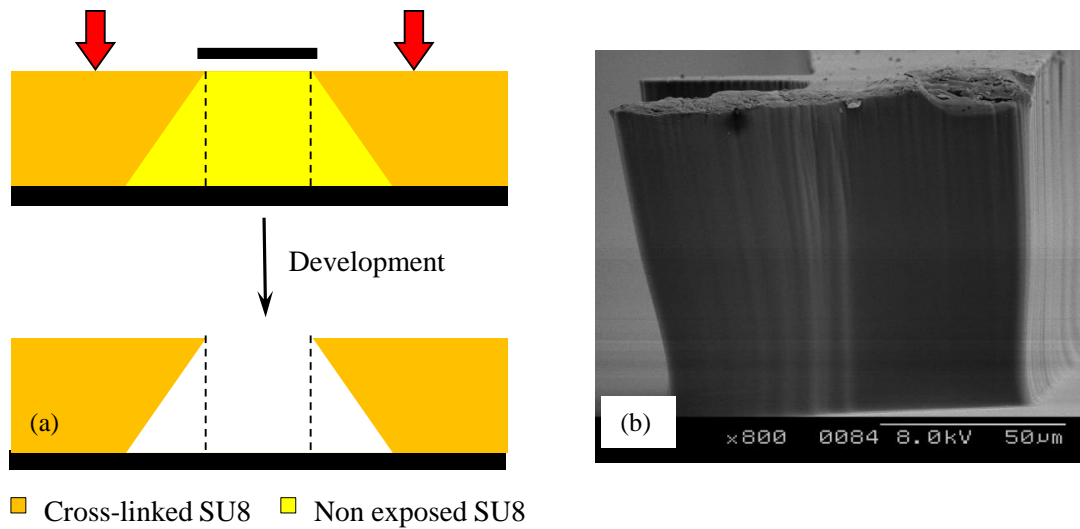 Development
(a)
(b)
×800 0084 8.0kV 50µm
Cross-linked SU8 Non exposed SU8